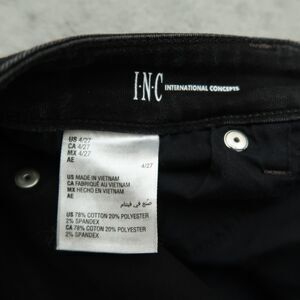 I·N·C INTERNATIONAL CONCEPTS
US 4/27
CA 4/27
MX 4/27
AE
4/27
US MADE IN VIETNAM
CA FABRIQUÉ AU VIETNAM
MX HECHO EN VIETNAM
AE صنع في فيتنام
US 78% COTTON 20% POLYESTER
2% SPANDEX
CA 78% COTTON 20% POLYESTER
2% SPANDEX